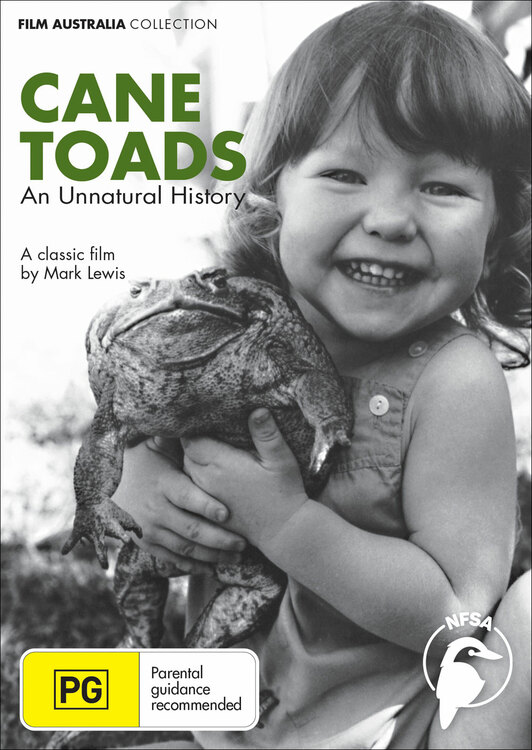 FILM AUSTRALIA COLLECTION
CANE
TOADS
An Unnatural History
A classic film
by Mark Lewis
NFSA
PG
Parental
guidance
recommended